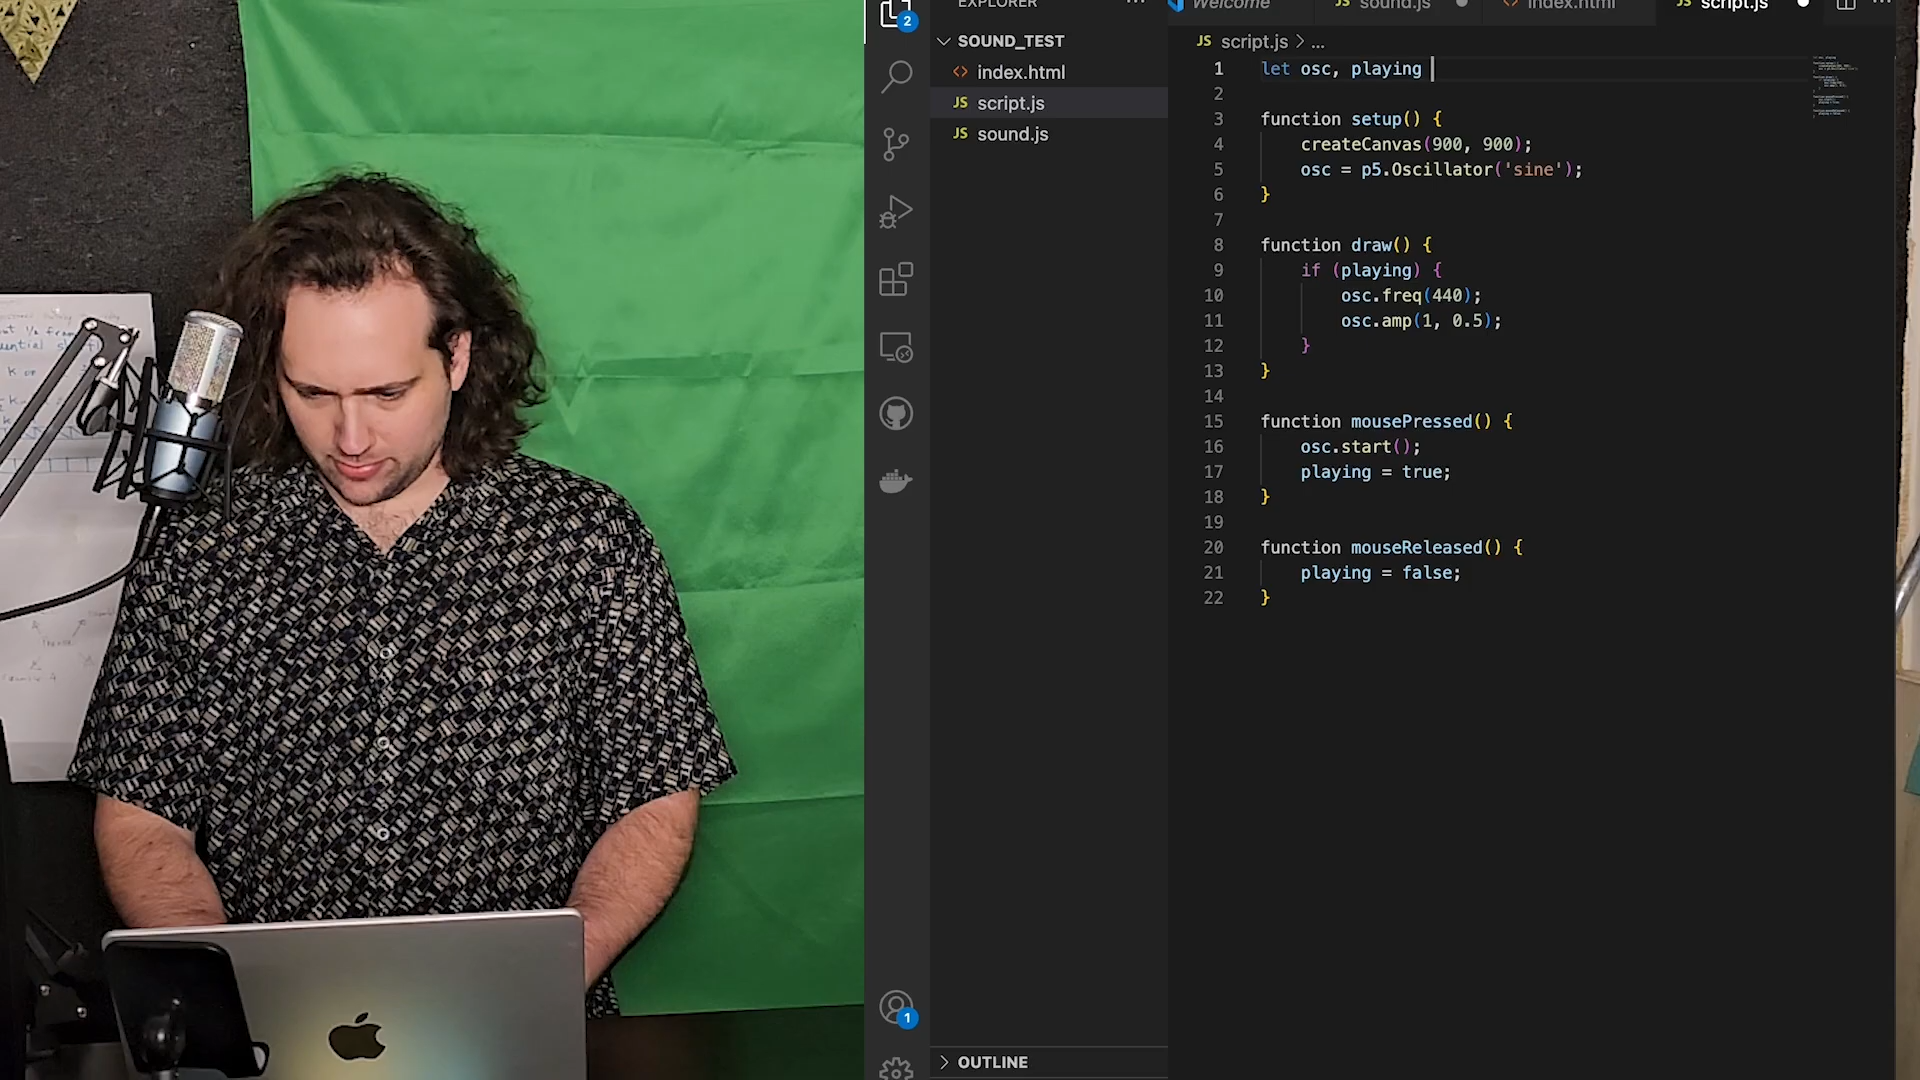 EXPLORER
2
SOUND_TEST
index.html
script.js
sound.js
1
OUTLINE
Welcome
sound.js
index.html
script.js
script.js > ...
1 let osc, playing
2
3 function setup() {
4 createCanvas(900, 900);
5 osc = p5.Oscillator('sine');
6 }
7
8 function draw() {
9 if (playing) {
10 osc.freq(440);
11 osc.amp(1, 0.5);
12 }
13 }
14
15 function mousePressed() {
16 osc.start();
17 playing = true;
18 }
19
20 function mouseReleased() {
21 playing = false;
22 }